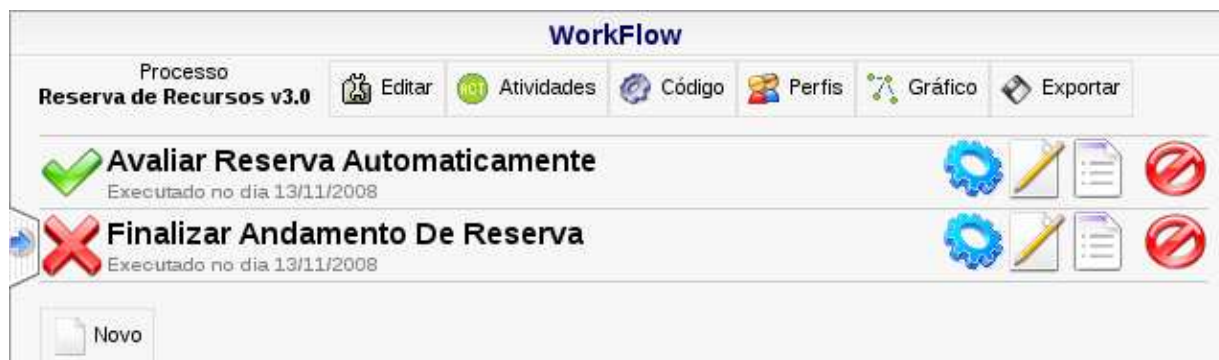 WorkFlow
Processo
Reserva de Recursos v3.0
Editar
ACT
Atividades
Código
Perfis
Gráfico
Exportar
Avaliar Reserva Automaticamente
Executado no dia 13/11/2008
Finalizar Andamento De Reserva
Executado no dia 13/11/2008
Novo